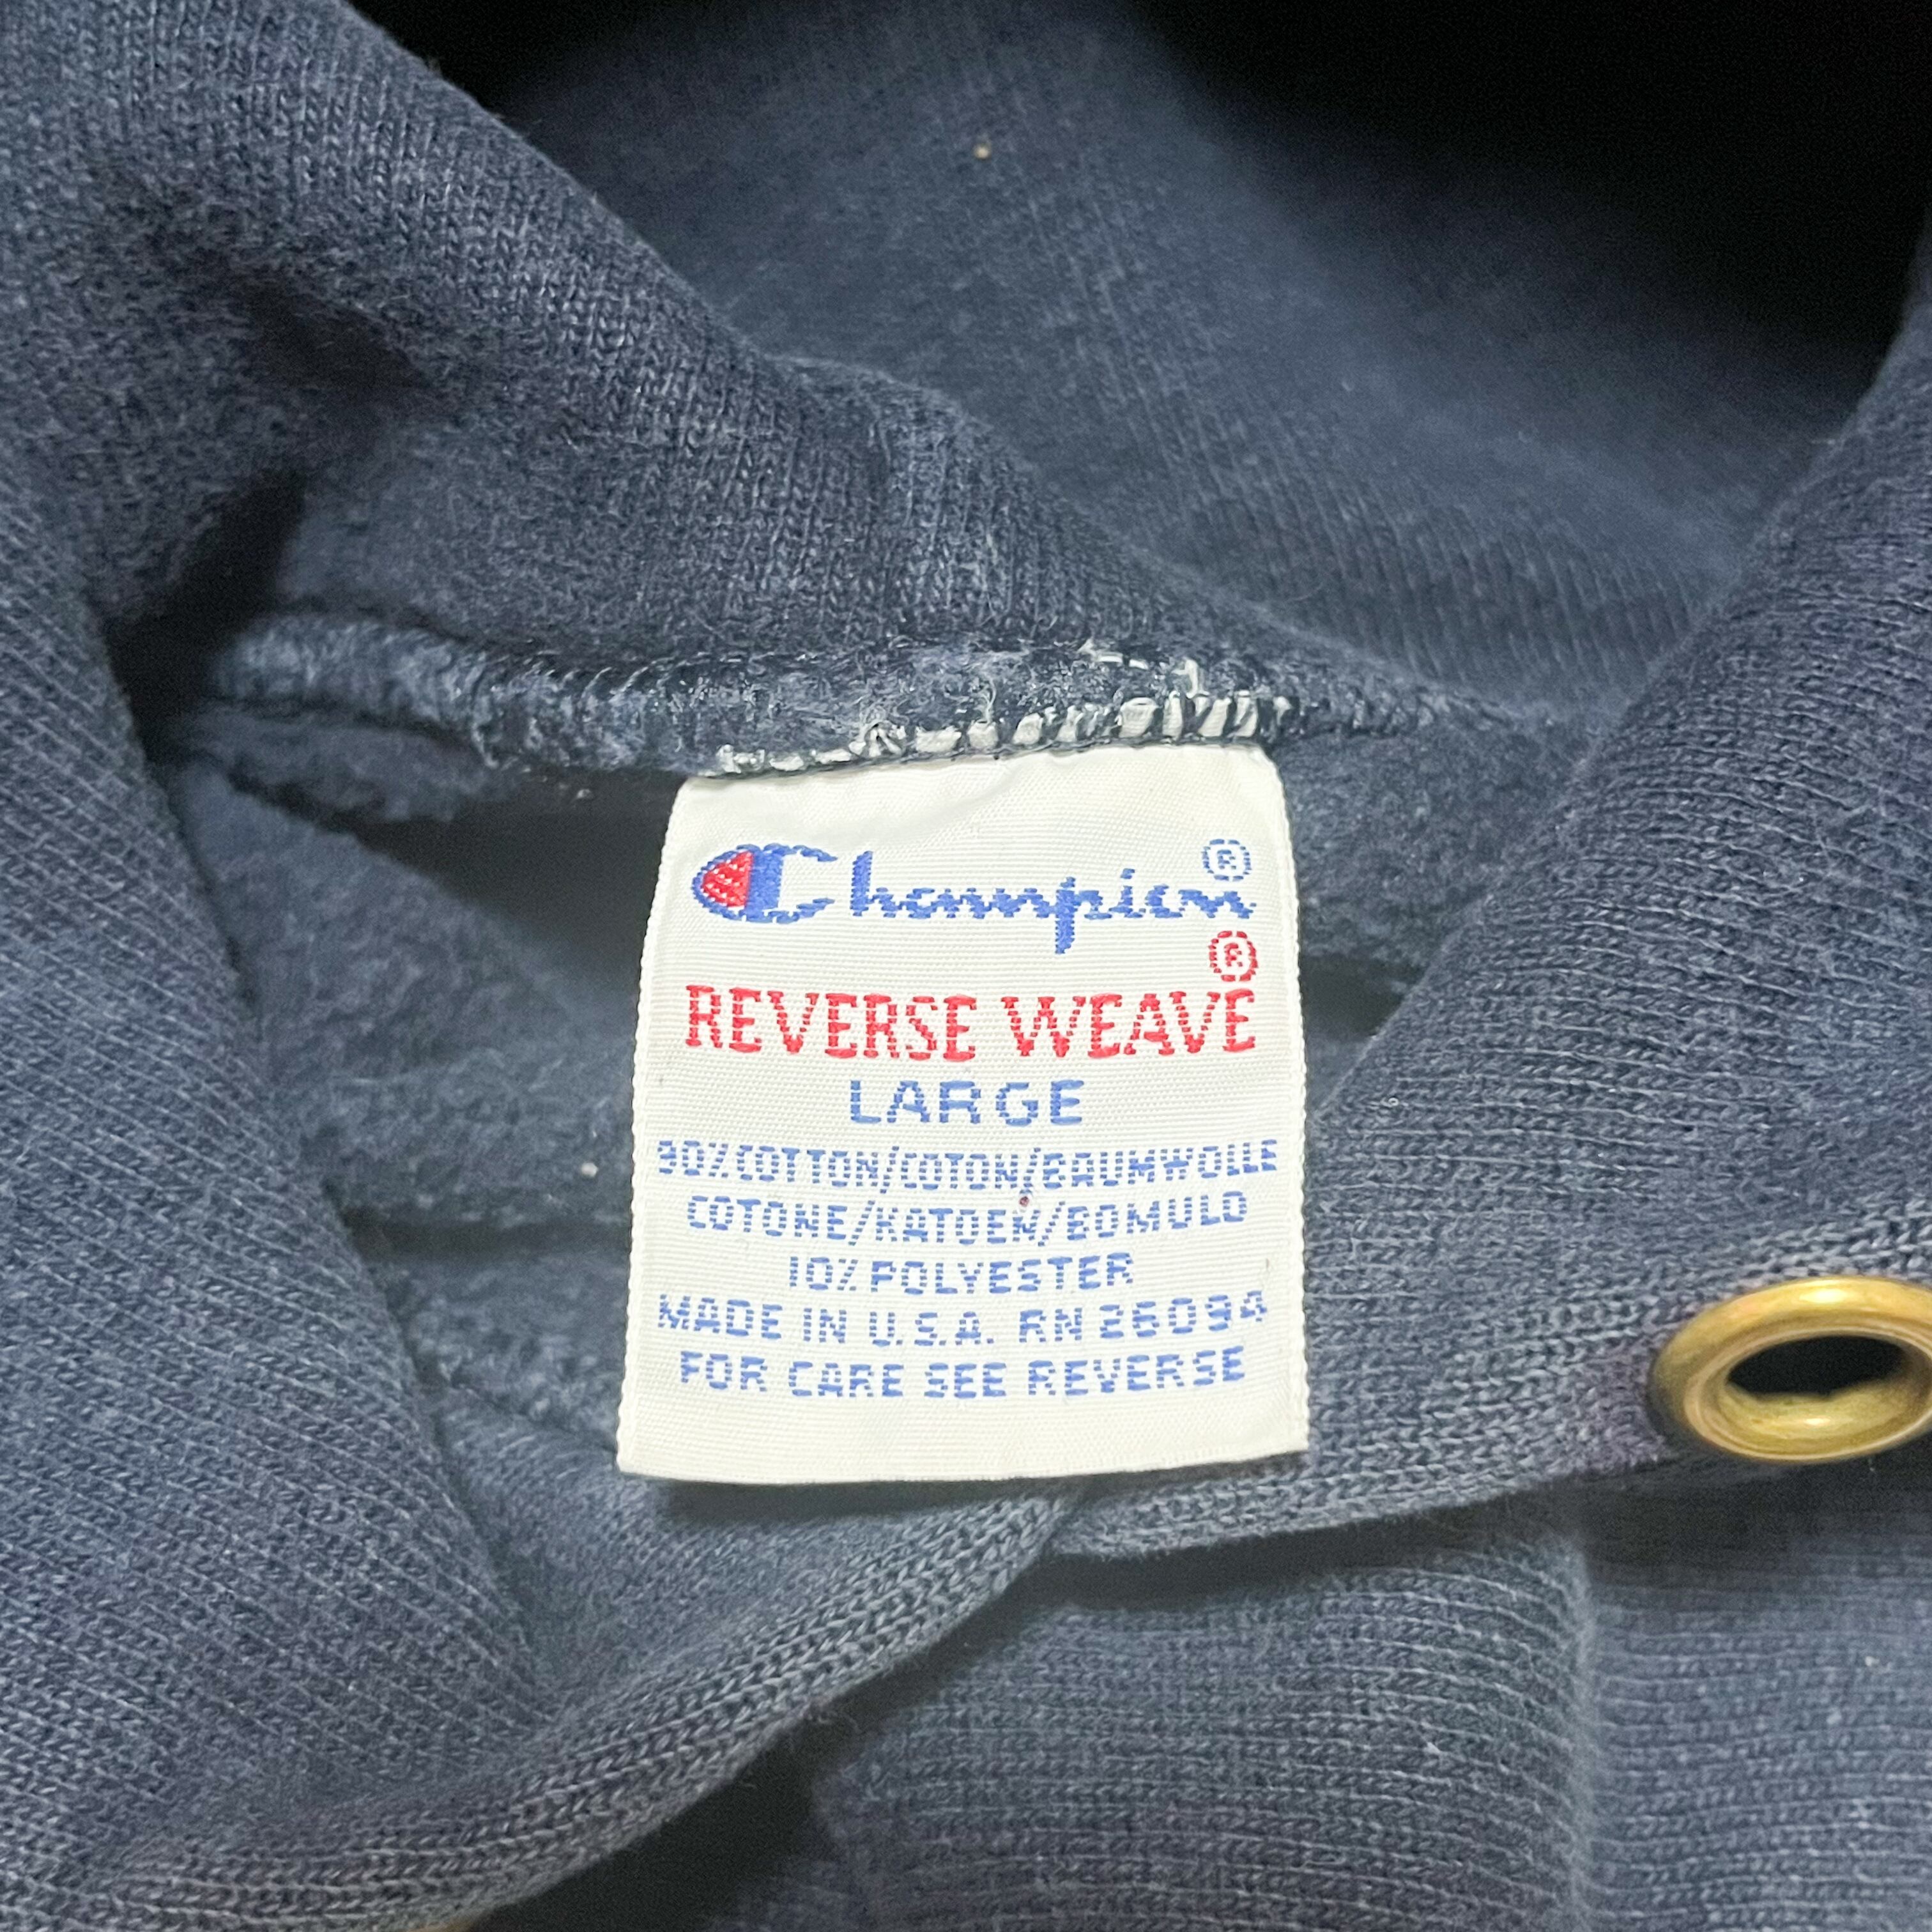 Champion®
REVERSE WEAVE®
LARGE
90% COTTON/COTON/BAUMWOLLE
COTONE/KATOEN/BOMULD
10% POLYESTER
MADE IN U.S.A. RN 26094
FOR CARE SEE REVERSE